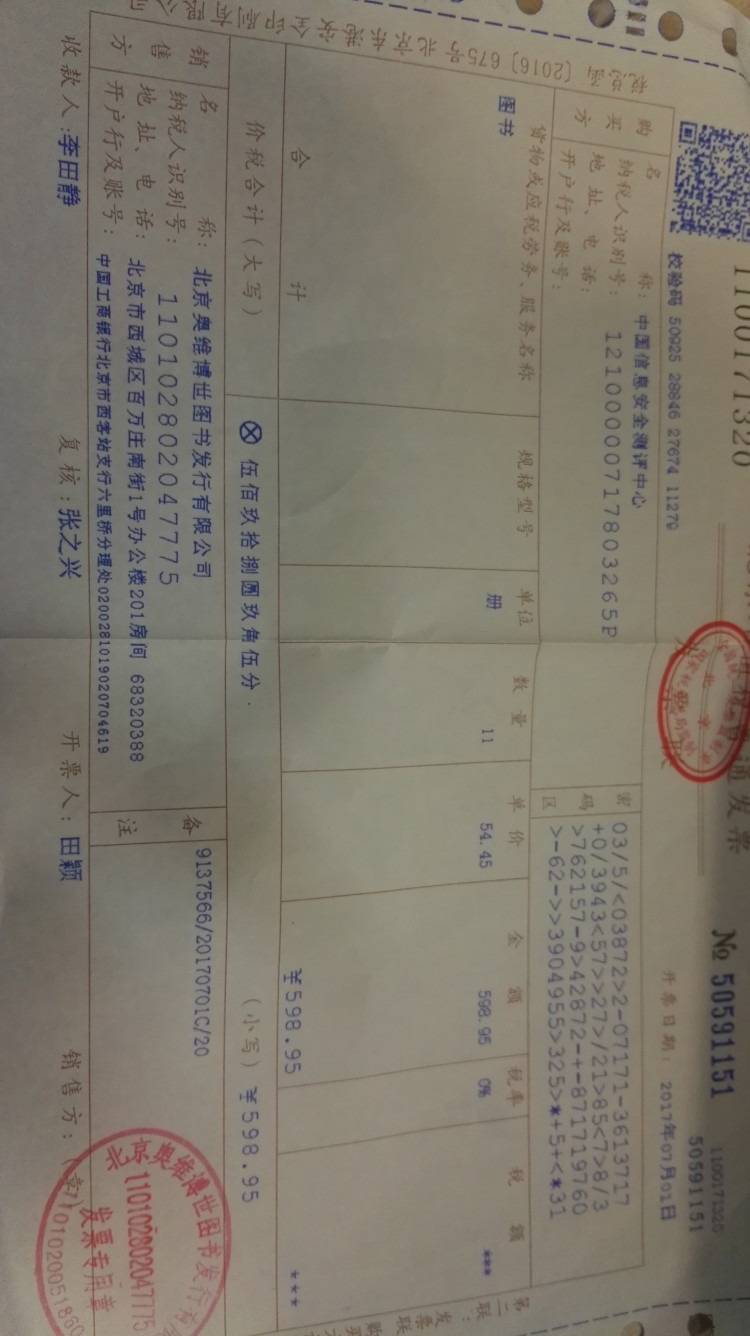 1100171320
通发票
№ 50591151
1100171320
50591151
校验码 50925 28846 27674 11279
开票日期: 2017年07月01日
购买方
名称: 中国信息安全测评中心
纳税人识别号: 12100000717803265P
地址、电话:
开户行及账号:
密码区
03/5/<03872>2-07171-3613717
+0/3943<57>>27>/21>85<7>8/3
>762157-9>42872-+-871719760
>-62->>3904955>325>*+5+<*31
货物或应税劳务、服务名称 规格型号 单位 数量 单价 金额 税率 税额
图书 册 11 54.45 598.95 0% ***
合计 ¥598.95 ***
价税合计(大写) ⊗ 伍佰玖拾捌圆玖角伍分 (小写) ¥598.95
销售方
名称: 北京奥维博世图书发行有限公司
纳税人识别号: 110102802047775
地址、电话: 北京市西城区百万庄南街1号办公楼201房间 68320388
开户行及账号: 中国工商银行北京市西客站支行六里桥分理处0200281019020704619
备注
9137566/20170701C/20
收款人: 李田静 复核: 张之兴 开票人: 田颖 销售方: (章)
北京奥维博世图书发行
110102802047775
发票专用章
[2016] 675号北京东港安全印刷有限公司
第二联: 发票联